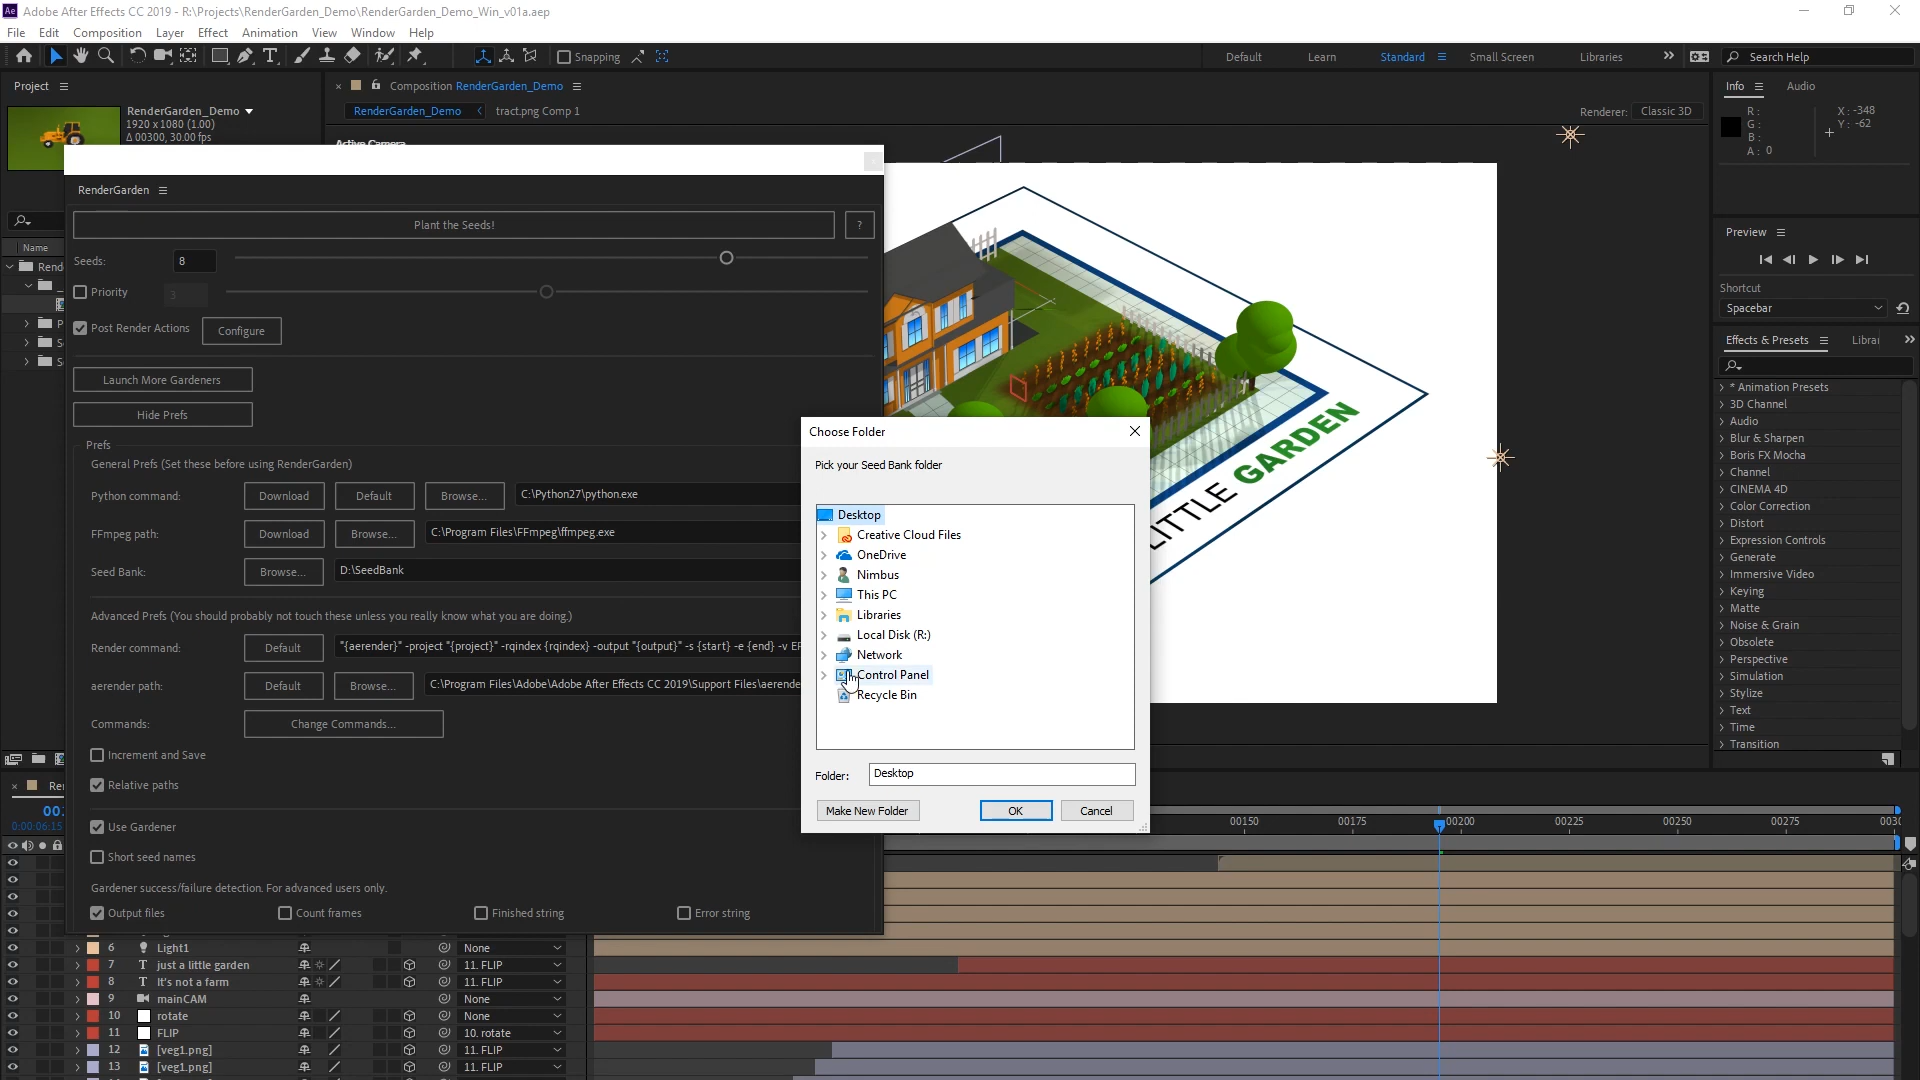 Ae Adobe After Effects CC 2019 - R:\Projects\RenderGarden_Demo\RenderGarden_Demo_Win_v01a.aep
File Edit Composition Layer Effect Animation View Window Help
Snapping
Default Learn Standard Small Screen Libraries
Search Help
Project
Composition RenderGarden_Demo
RenderGarden_Demo tract.png Comp 1
Renderer: Classic 3D
RenderGarden_Demo
1920 x 1080 (1.00)
Δ 00300, 30.00 fps
Active Camera
Info Audio
R:
G:
B:
A: 0
X: -348
Y: -62
RenderGarden
Plant the Seeds!
?
Seeds: 8
Priority 3
Post Render Actions Configure
Launch More Gardeners
Hide Prefs
Prefs
General Prefs (Set these before using RenderGarden)
Python command: Download Default Browse... C:\Python27\python.exe
FFmpeg path: Download Browse... C:\Program Files\FFmpeg\ffmpeg.exe
Seed Bank: Browse... D:\SeedBank
Advanced Prefs (You should probably not touch these unless you really know what you are doing.)
Render command: Default "{aerender}" -project "{project}" -rqindex {rqindex} -output "{output}" -s {start} -e {end} -v
aerender path: Default Browse... C:\Program Files\Adobe\Adobe After Effects CC 2019\Support Files\aerende
Commands: Change Commands...
Increment and Save
Relative paths
Use Gardener
Short seed names
Gardener success/failure detection. For advanced users only.
Output files Count frames Finished string Error string
Name
Rend
P
S
S
Choose Folder
Pick your Seed Bank folder
Desktop
Creative Cloud Files
OneDrive
Nimbus
This PC
Libraries
Local Disk (R:)
Network
Control Panel
Recycle Bin
Folder: Desktop
Make New Folder OK Cancel
LITTLE GARDEN
Preview
Shortcut
Spacebar
Effects & Presets Librai
* Animation Presets
3D Channel
Audio
Blur & Sharpen
Boris FX Mocha
Channel
CINEMA 4D
Color Correction
Distort
Expression Controls
Generate
Immersive Video
Keying
Matte
Noise & Grain
Obsolete
Perspective
Simulation
Stylize
Text
Time
Transition
Re
00:
0:00:06:15
00150 00175 00200 00225 00250 00275 0030
6 Light1 None
7 T just a little garden 11. FLIP
8 T It's not a farm 11. FLIP
9 mainCAM None
10 rotate None
11 FLIP 10. rotate
12 [veg1.png] 11. FLIP
13 [veg1.png] 11. FLIP